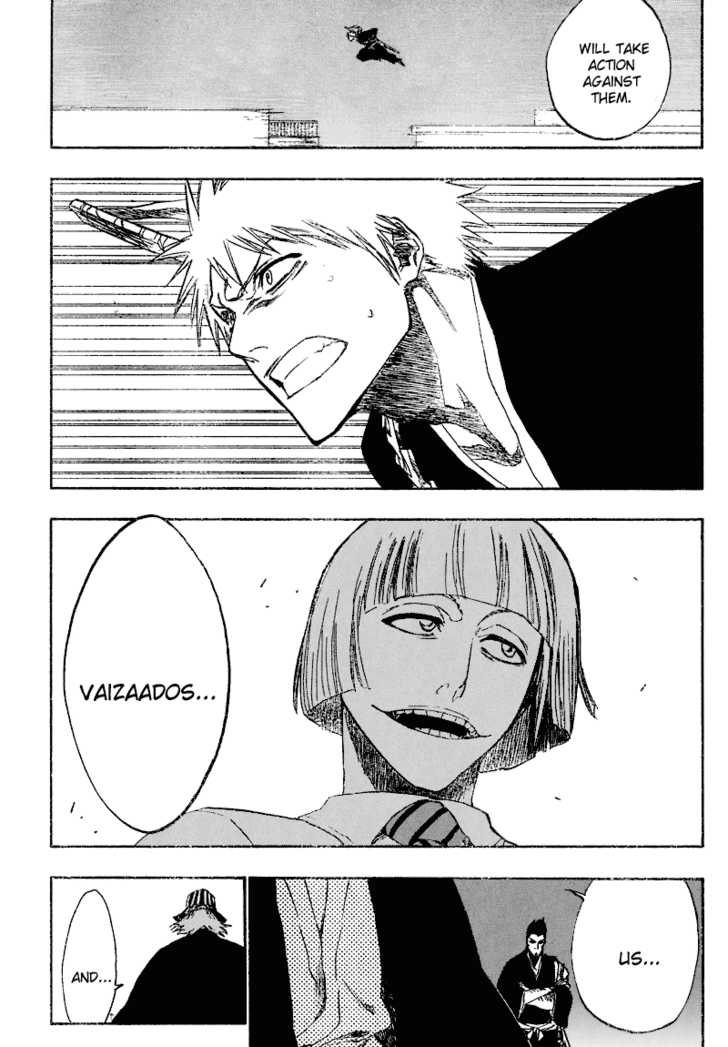 WILL TAKE
ACTION
AGAINST
THEM.
VAIZAADOS...
US...
AND...